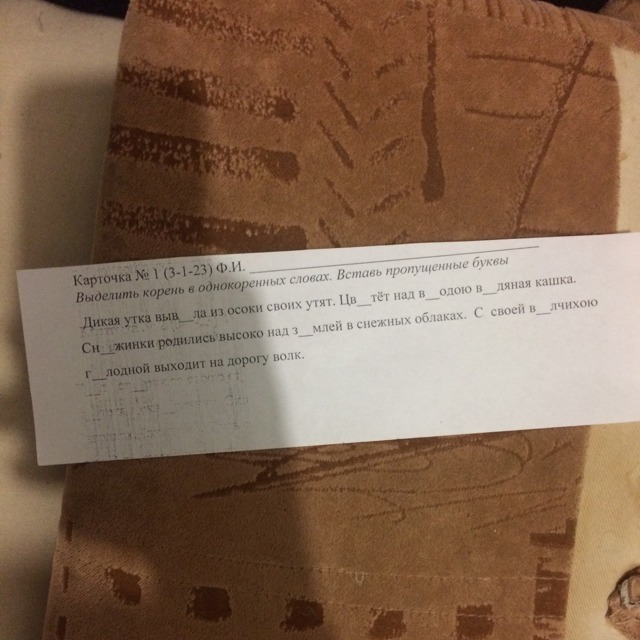 Карточка № 1 (3-1-23) Ф.И. ______________________________
Выделить корень в однокоренных словах. Вставь пропущенные буквы
Дикая утка выв__ла из осоки своих утят. Цв__тёт над в__одою в__дяная кашка.
Сн__жинки родились высоко над з__млей в снежных облаках. С своей в__лчихою
г__лодной выходит на дорогу волк.